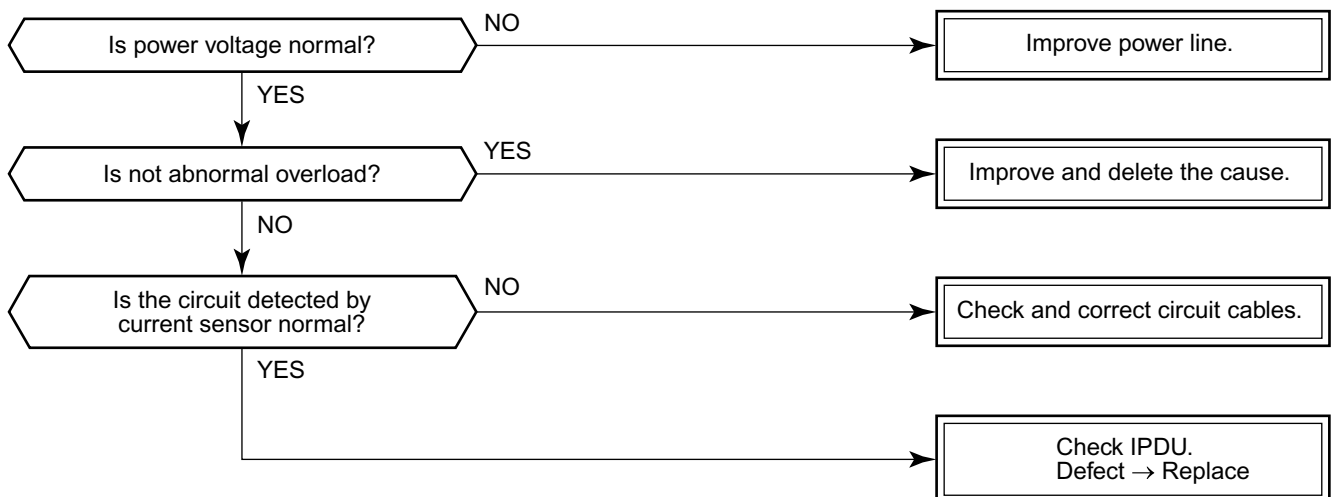 Is power voltage normal?
NO
Improve power line.
YES
Is not abnormal overload?
YES
Improve and delete the cause.
NO
Is the circuit detected by
current sensor normal?
NO
Check and correct circuit cables.
YES
Check IPDU.
Defect → Replace